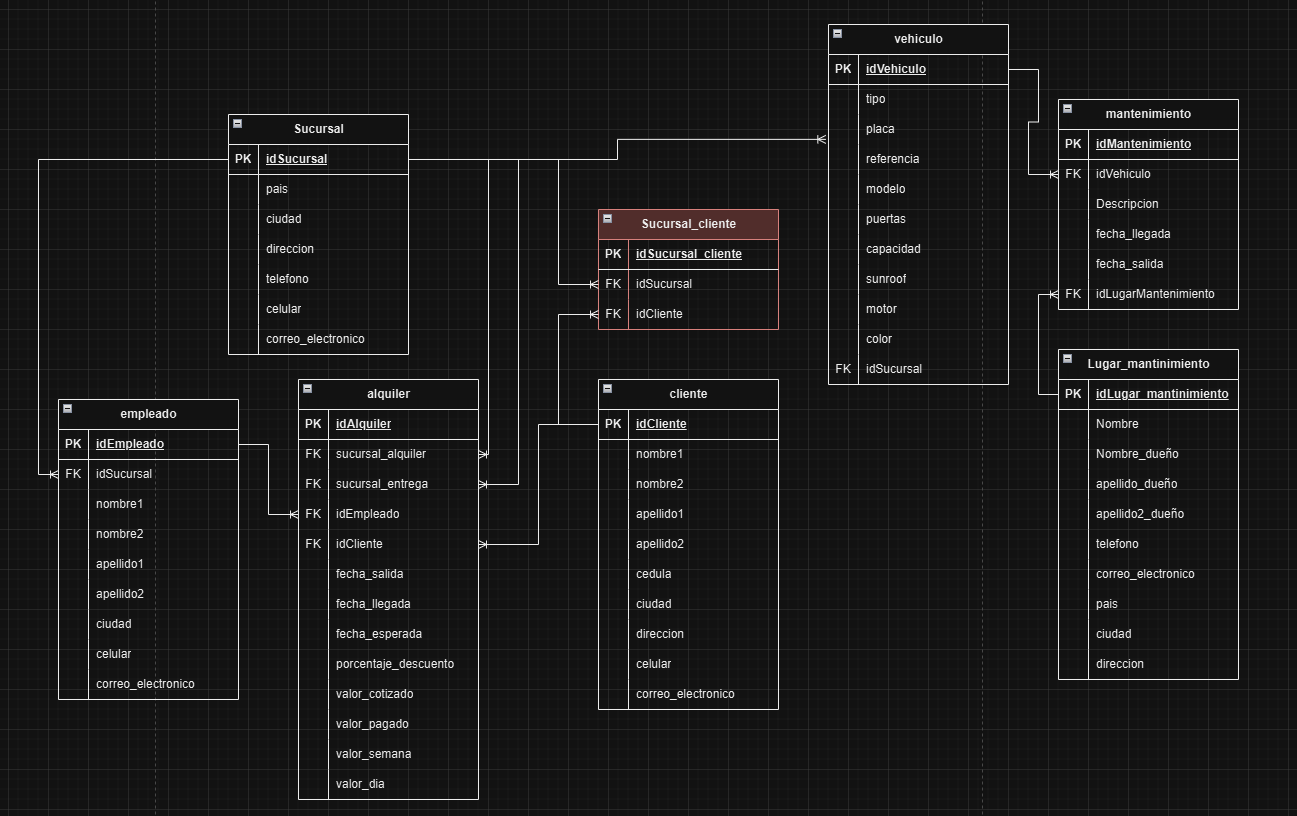 vehiculo
PK idVehiculo
tipo
placa
referencia
modelo
puertas
capacidad
sunroof
motor
color
FK idSucursal
mantenimiento
PK idMantenimiento
FK idVehiculo
Descripcion
fecha_llegada
fecha_salida
FK idLugarMantenimiento
Sucursal
PK idSucursal
pais
ciudad
direccion
telefono
celular
correo_electronico
Sucursal_cliente
PK idSucursal_cliente
FK idSucursal
FK idCliente
empleado
PK idEmpleado
FK idSucursal
nombre1
nombre2
apellido1
apellido2
ciudad
celular
correo_electronico
alquiler
PK idAlquiler
FK sucursal_alquiler
FK sucursal_entrega
FK idEmpleado
FK idCliente
fecha_salida
fecha_llegada
fecha_esperada
porcentaje_descuento
valor_cotizado
valor_pagado
valor_semana
valor_dia
cliente
PK idCliente
nombre1
nombre2
apellido1
apellido2
cedula
ciudad
direccion
celular
correo_electronico
Lugar_mantinimiento
PK idLugar_mantinimiento
Nombre
Nombre_dueño
apellido_dueño
apellido2_dueño
telefono
correo_electronico
pais
ciudad
direccion